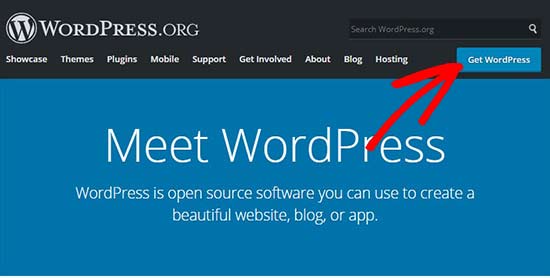 WORDPRESS.ORG
Search WordPress.org
Showcase Themes Plugins Mobile Support Get Involved About Blog Hosting Get WordPress
Meet WordPress
WordPress is open source software you can use to create a
beautiful website, blog, or app.